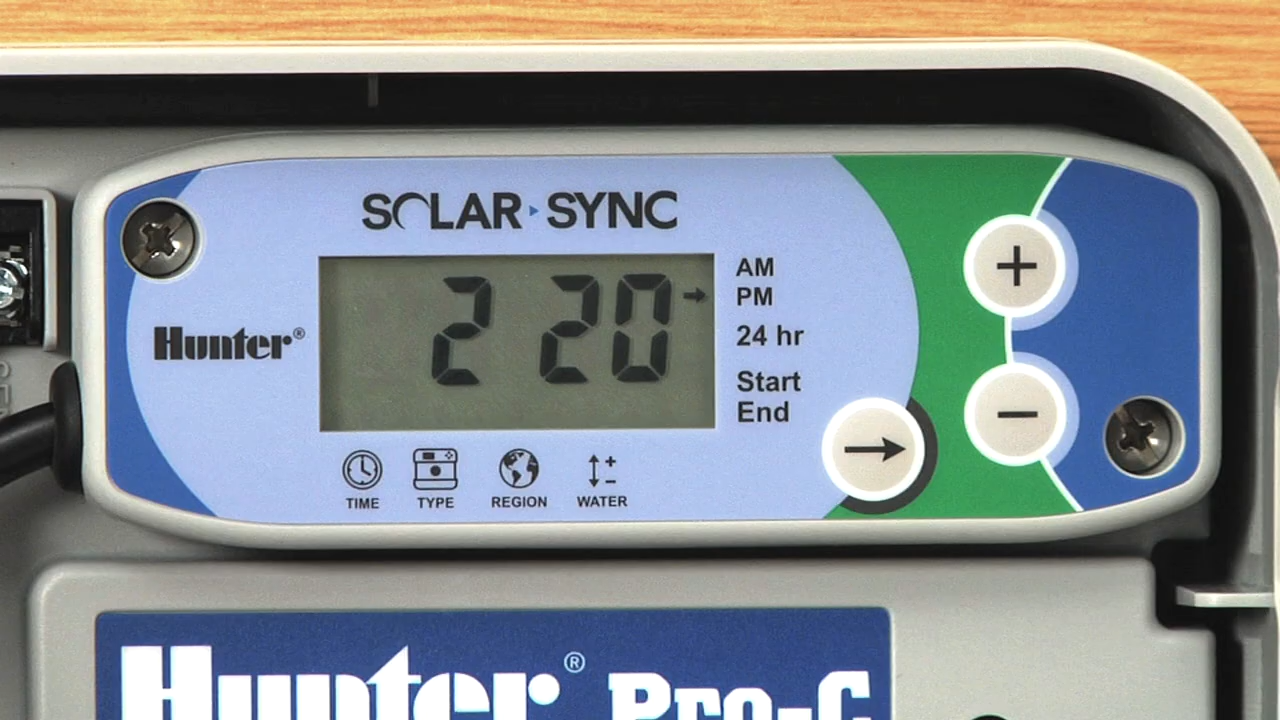 SOLAR SYNC
Hunter®
2 20
AM
PM
24 hr
Start
End
+
−
TIME
TYPE
REGION
WATER
Hunter®
Pro-C